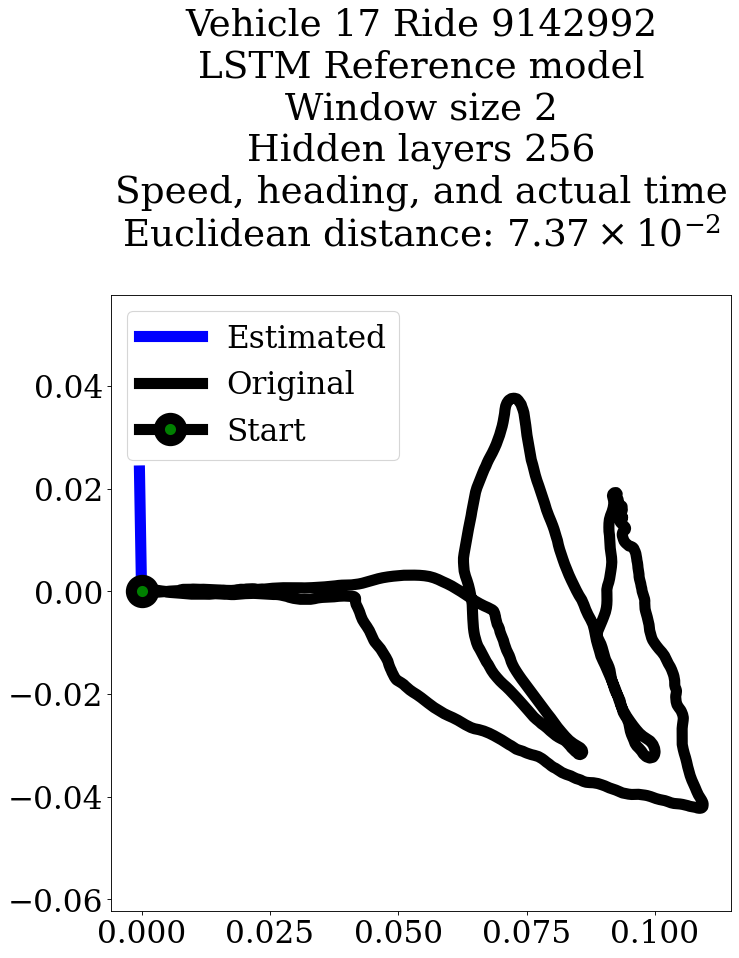 Vehicle 17 Ride 9142992
LSTM Reference model
Window size 2
Hidden layers 256
Speed, heading, and actual time
Euclidean distance: 7.37 × 10⁻²
Estimated
Original
Start
0.04
0.02
0.00
−0.02
−0.04
−0.06
0.000 0.025 0.050 0.075 0.100